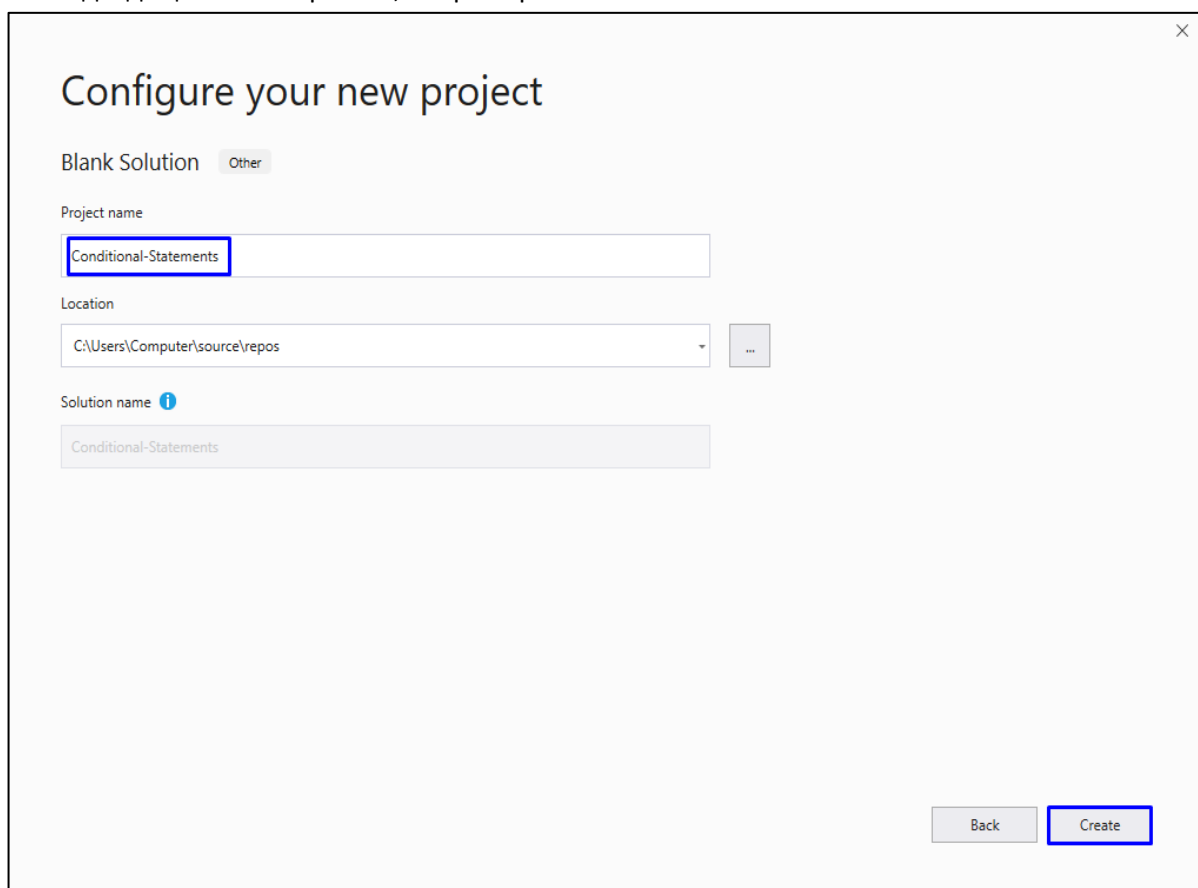 Configure your new project
Blank Solution Other
Project name
Conditional-Statements
Location
C:\Users\Computer\source\repos
...
Solution name
Conditional-Statements
Back Create